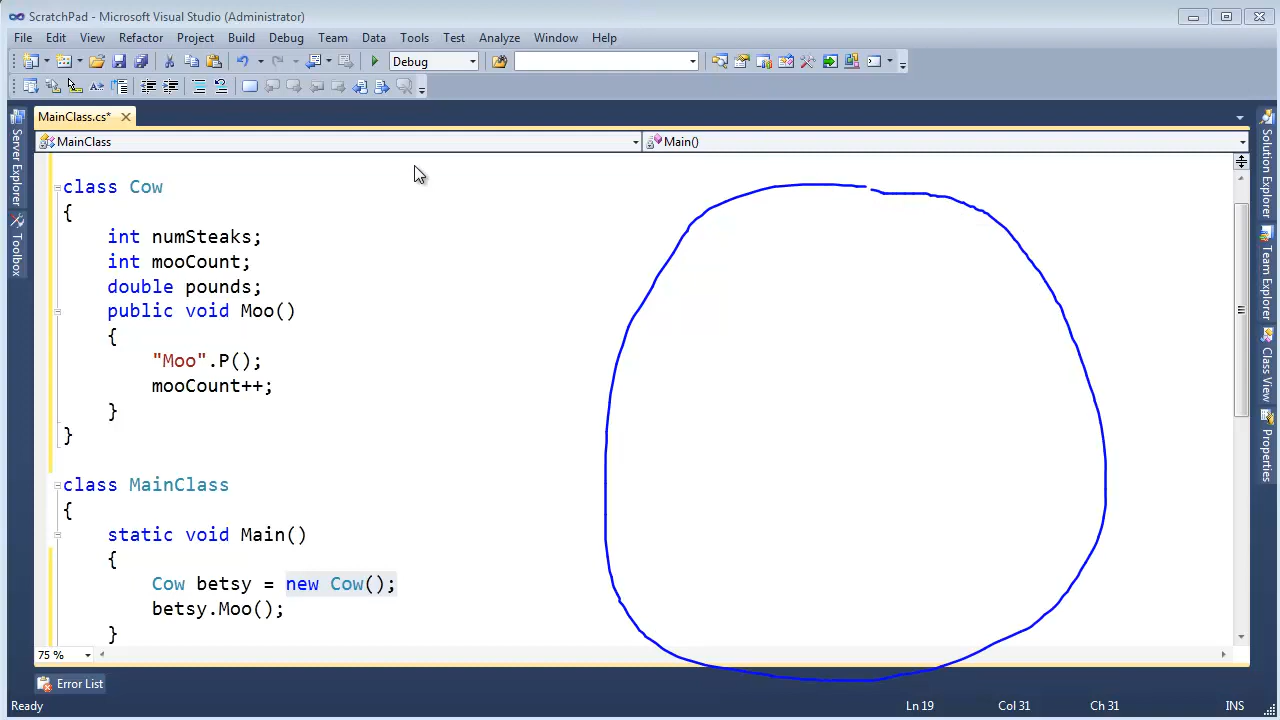 ScratchPad - Microsoft Visual Studio (Administrator)
File Edit View Refactor Project Build Debug Team Data Tools Test Analyze Window Help
Debug
MainClass.cs*
MainClass
Main()
Server Explorer
Toolbox
class Cow
{
int numSteaks;
int mooCount;
double pounds;
public void Moo()
{
"Moo".P();
mooCount++;
}
}
class MainClass
{
static void Main()
{
Cow betsy = new Cow();
betsy.Moo();
}
Solution Explorer
Team Explorer
Class View
Properties
75 %
Error List
Ready Ln 19 Col 31 Ch 31 INS